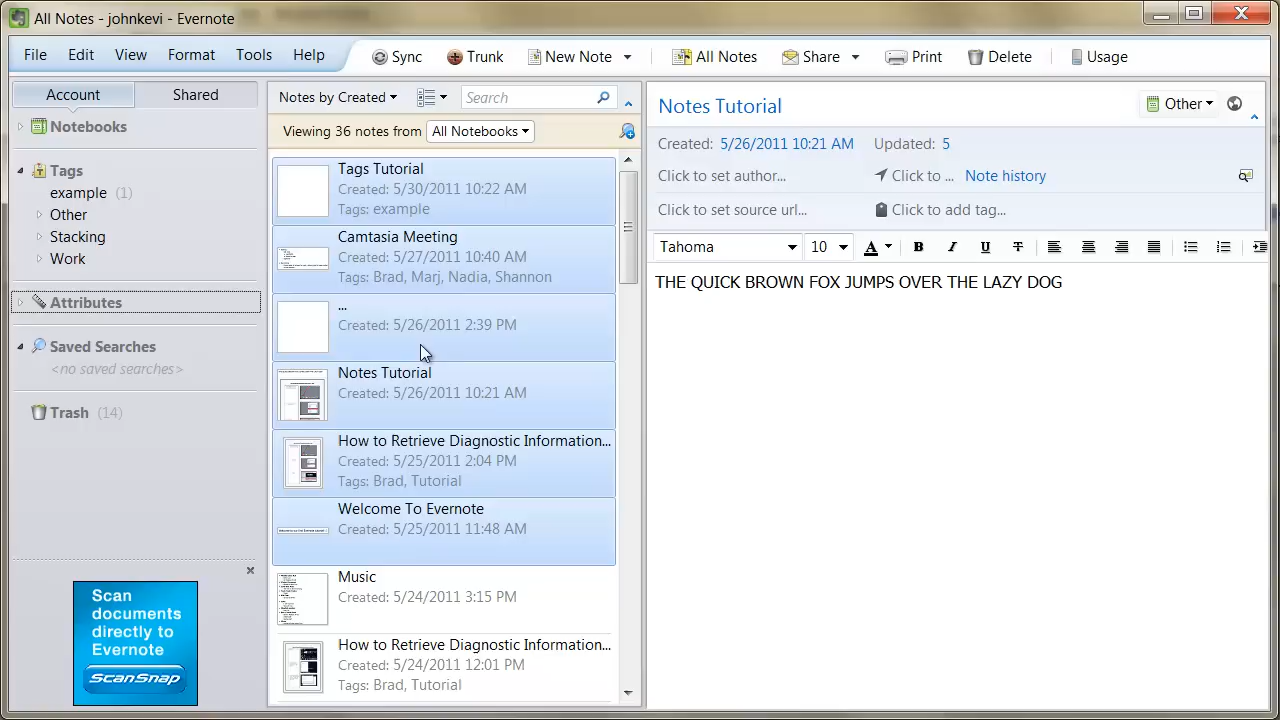 All Notes - johnkevi - Evernote
File Edit View Format Tools Help
Sync Trunk New Note All Notes Share Print Delete Usage
Account Shared
Notebooks
Tags
example (1)
Other
Stacking
Work
Attributes
Saved Searches
<no saved searches>
Trash (14)
Scan
documents
directly to
Evernote
ScanSnap
Notes by Created Search
Viewing 36 notes from All Notebooks
Tags Tutorial
Created: 5/30/2011 10:22 AM
Tags: example
Camtasia Meeting
Created: 5/27/2011 10:40 AM
Tags: Brad, Marj, Nadia, Shannon
...
Created: 5/26/2011 2:39 PM
Notes Tutorial
Created: 5/26/2011 10:21 AM
How to Retrieve Diagnostic Information...
Created: 5/25/2011 2:04 PM
Tags: Brad, Tutorial
Welcome To Evernote
Created: 5/25/2011 11:48 AM
Music
Created: 5/24/2011 3:15 PM
How to Retrieve Diagnostic Information...
Created: 5/24/2011 12:01 PM
Tags: Brad, Tutorial
Notes Tutorial Other
Created: 5/26/2011 10:21 AM Updated: 5
Click to set author... Click to ... Note history
Click to set source url... Click to add tag...
Tahoma 10 A B I U T
THE QUICK BROWN FOX JUMPS OVER THE LAZY DOG